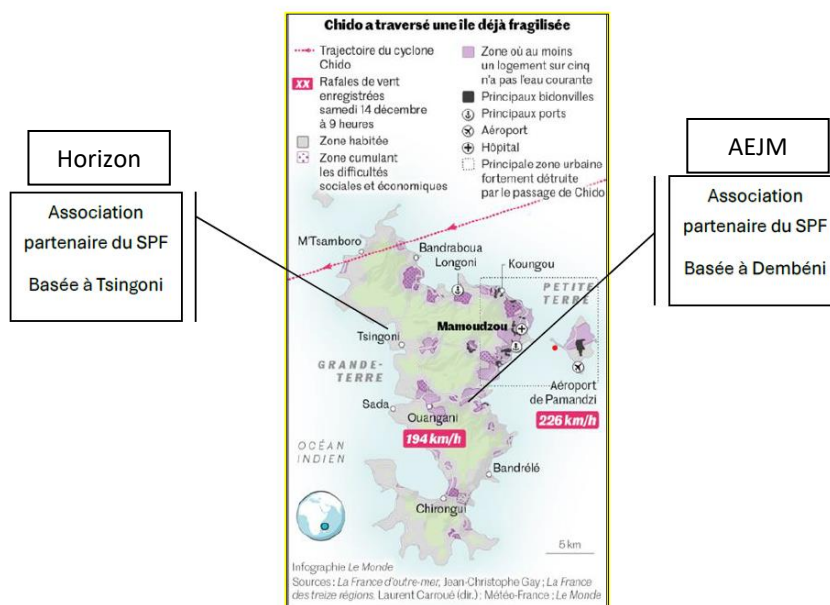 Chido a traversé une île déjà fragilisée
Trajectoire du cyclone
Chido
XX
Rafales de vent
enregistrées
samedi 14 décembre
à 9 heures
Zone habitée
Zone cumulant
les difficultés
sociales et économiques
Zone où au moins
un logement sur cinq
n'a pas l'eau courante
Principaux bidonvilles
Principaux ports
Aéroport
Hôpital
Principale zone urbaine
fortement détruite
par le passage de Chido
Horizon
Association
partenaire du SPF
Basée à Tsingoni
AEJM
Association
partenaire du SPF
Basée à Dembéni
M'Tsamboro
Bandraboua
Longoni
Koungou
PETITE
TERRE
Mamoudzou
Tsingoni
GRANDE-
TERRE
Aéroport
de Pamandzi
226 km/h
Sada
Ouangani
194 km/h
OCÉAN
INDIEN
Bandrélé
Chirongui
5 km
Infographie Le Monde
Sources : La France d'outre-mer, Jean-Christophe Gay ; La France
des treize régions, Laurent Carroué (dir.) ; Météo-France ; Le Monde